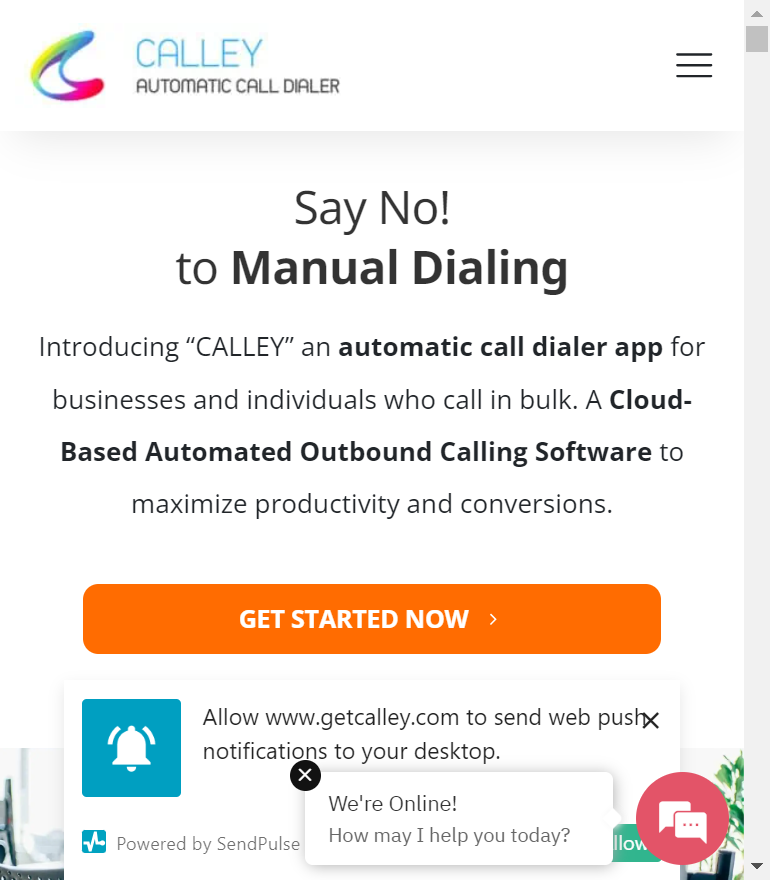 CALLEY
AUTOMATIC CALL DIALER
Say No!
to Manual Dialing
Introducing “CALLEY” an automatic call dialer app for
businesses and individuals who call in bulk. A Cloud-
Based Automated Outbound Calling Software to
maximize productivity and conversions.
GET STARTED NOW
Allow www.getcalley.com to send web push
notifications to your desktop.
We're Online!
How may I help you today?
Powered by SendPulse